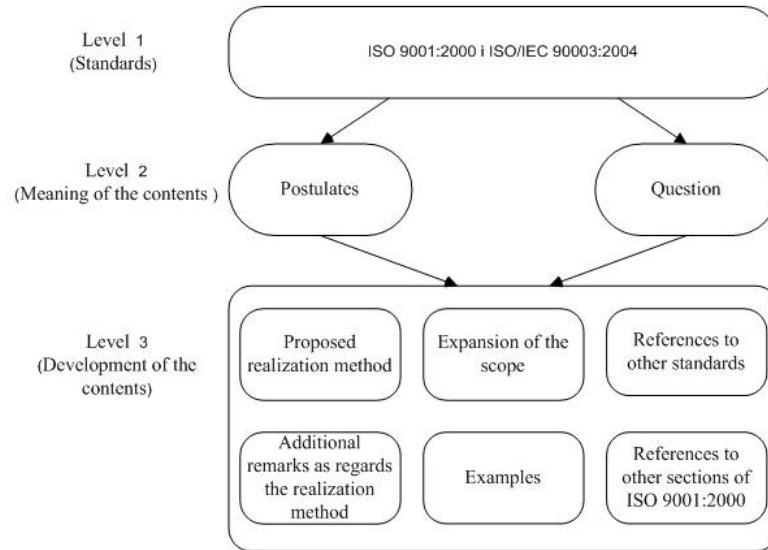 Level 1
(Standards)
ISO 9001:2000 i ISO/IEC 90003:2004
Level 2
(Meaning of the contents )
Postulates
Question
Level 3
(Development of the
contents)
Proposed
realization method
Expansion of the
scope
References to
other standards
Additional
remarks as regards
the realization
method
Examples
References to
other sections of
ISO 9001:2000